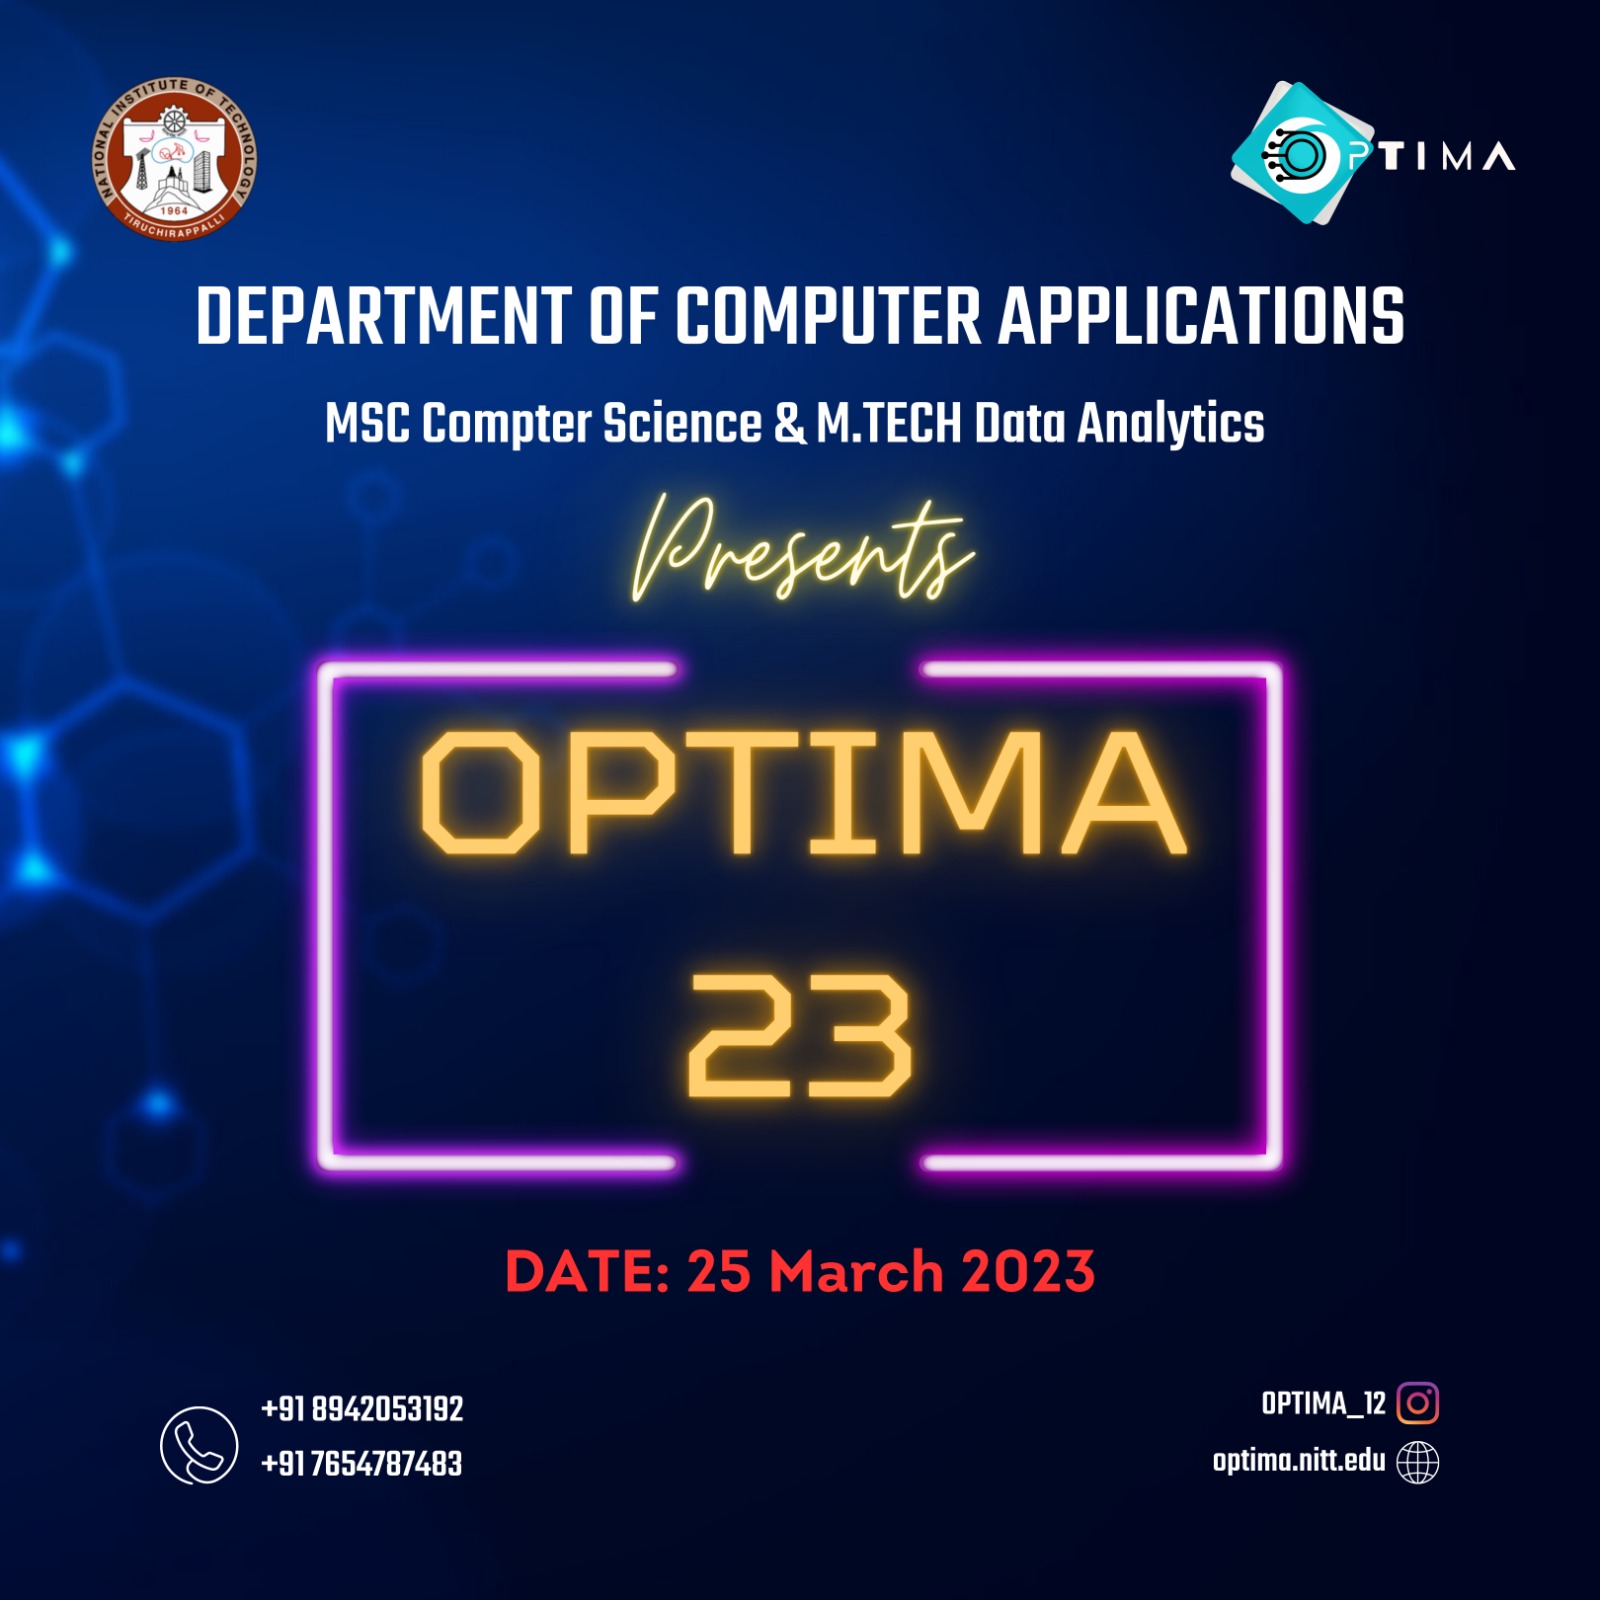 NATIONAL INSTITUTE OF TECHNOLOGY
1964
TIRUCHIRAPPALLI
OPTIMA
DEPARTMENT OF COMPUTER APPLICATIONS
MSC Compter Science & M.TECH Data Analytics
Presents
OPTIMA
23
DATE: 25 March 2023
+91 8942053192
+91 7654787483
OPTIMA_12
optima.nitt.edu